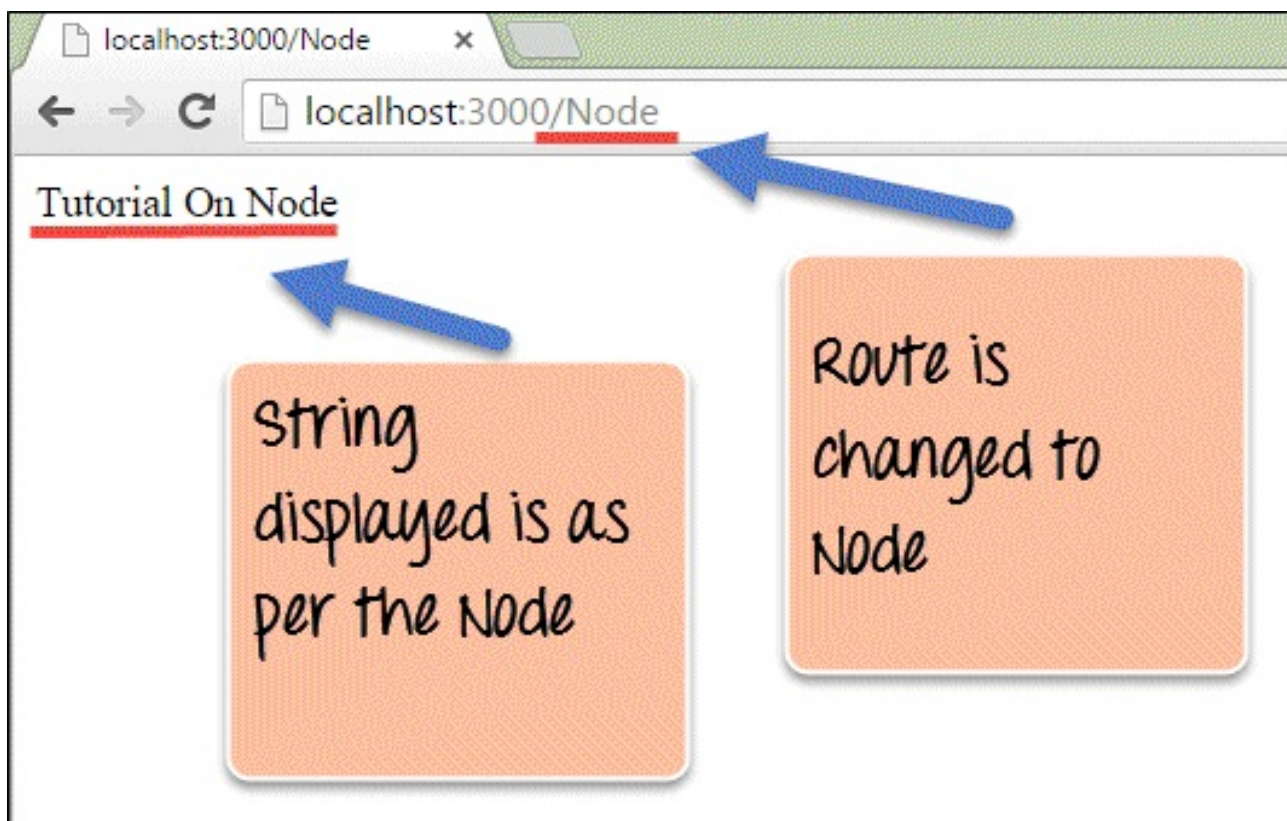 localhost:3000/Node
localhost:3000/Node
Tutorial On Node
String
displayed is as
per the Node
Route is
changed to
Node